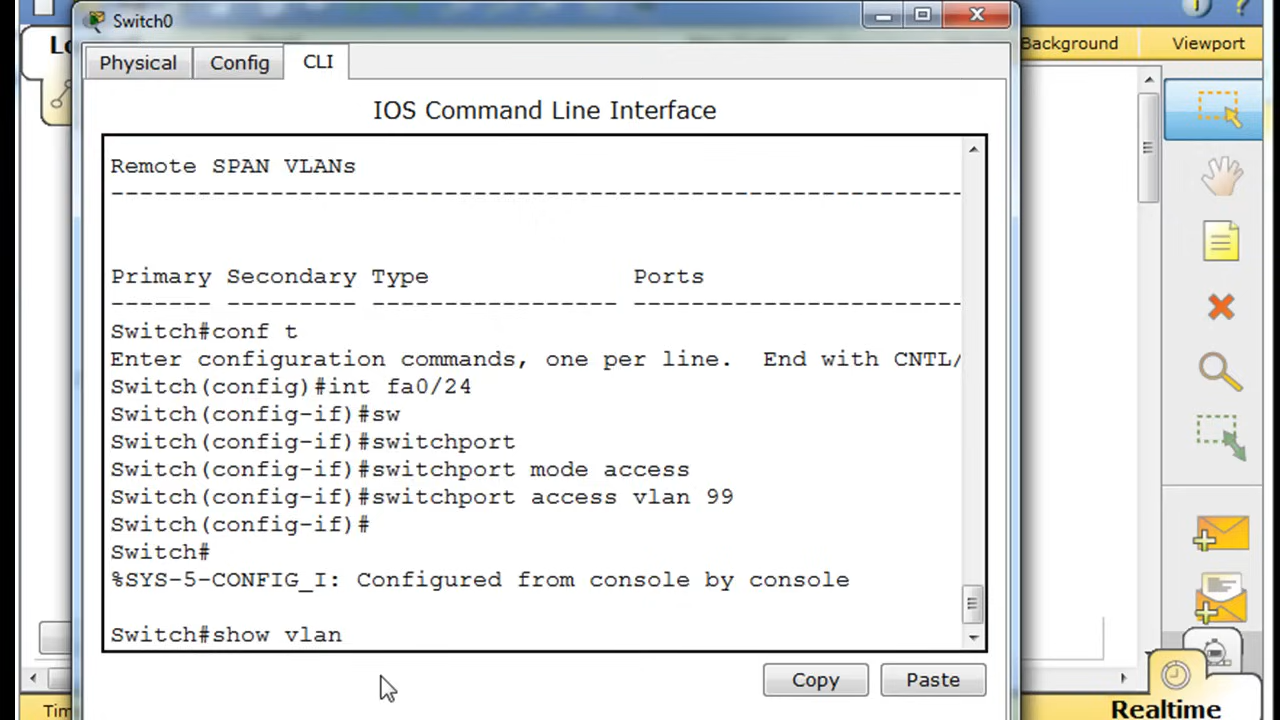 Switch0
Lo
Background
Viewport
Physical
Config
CLI
IOS Command Line Interface
Remote SPAN VLANs
-----------------------------------------------------------
Primary Secondary Type Ports
------- --------- ----------------- -----------------------
Switch#conf t
Enter configuration commands, one per line. End with CNTL/
Switch(config)#int fa0/24
Switch(config-if)#sw
Switch(config-if)#switchport
Switch(config-if)#switchport mode access
Switch(config-if)#switchport access vlan 99
Switch(config-if)#
Switch#
%SYS-5-CONFIG_I: Configured from console by console
Switch#show vlan
Copy
Paste
Tim
Realtime